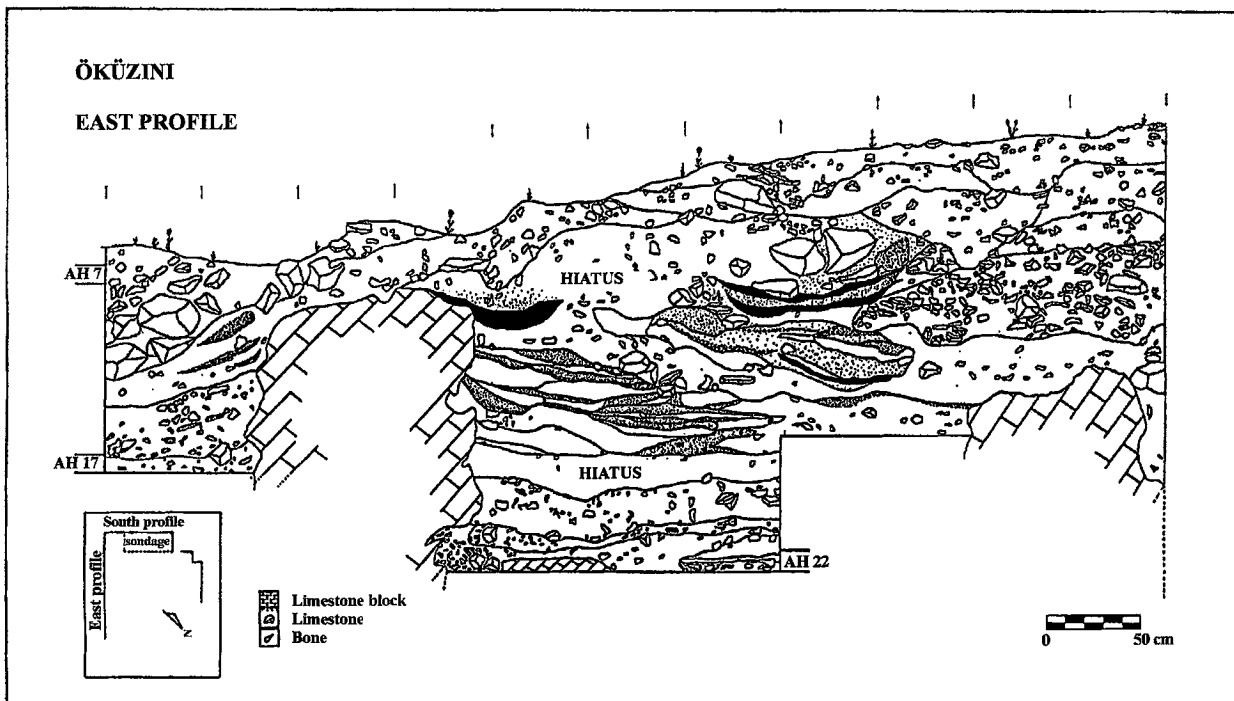 ÖKÜZINI
EAST PROFILE
HIATUS
AH 7
AH 17
HIATUS
AH 22
South profile
sondage
East profile
N
Limestone block
Limestone
Bone
0 50 cm